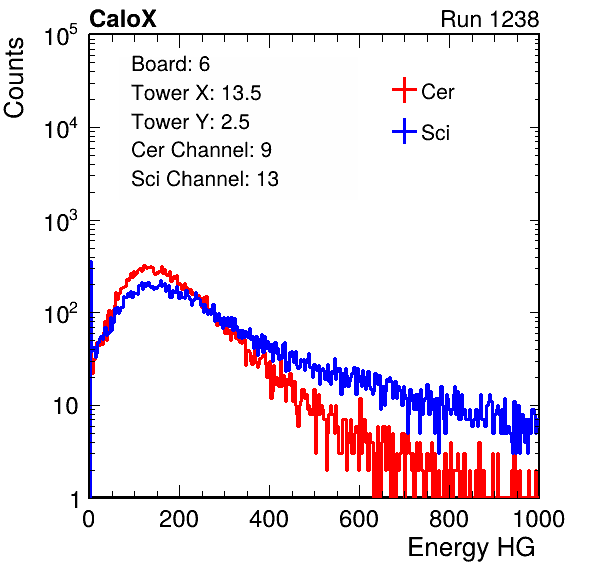 CaloX Run 1238
Counts
Board: 6
Tower X: 13.5
Tower Y: 2.5
Cer Channel: 9
Sci Channel: 13
Cer
Sci
10^5
10^4
10^3
10^2
10
1
0 200 400 600 800 1000
Energy HG